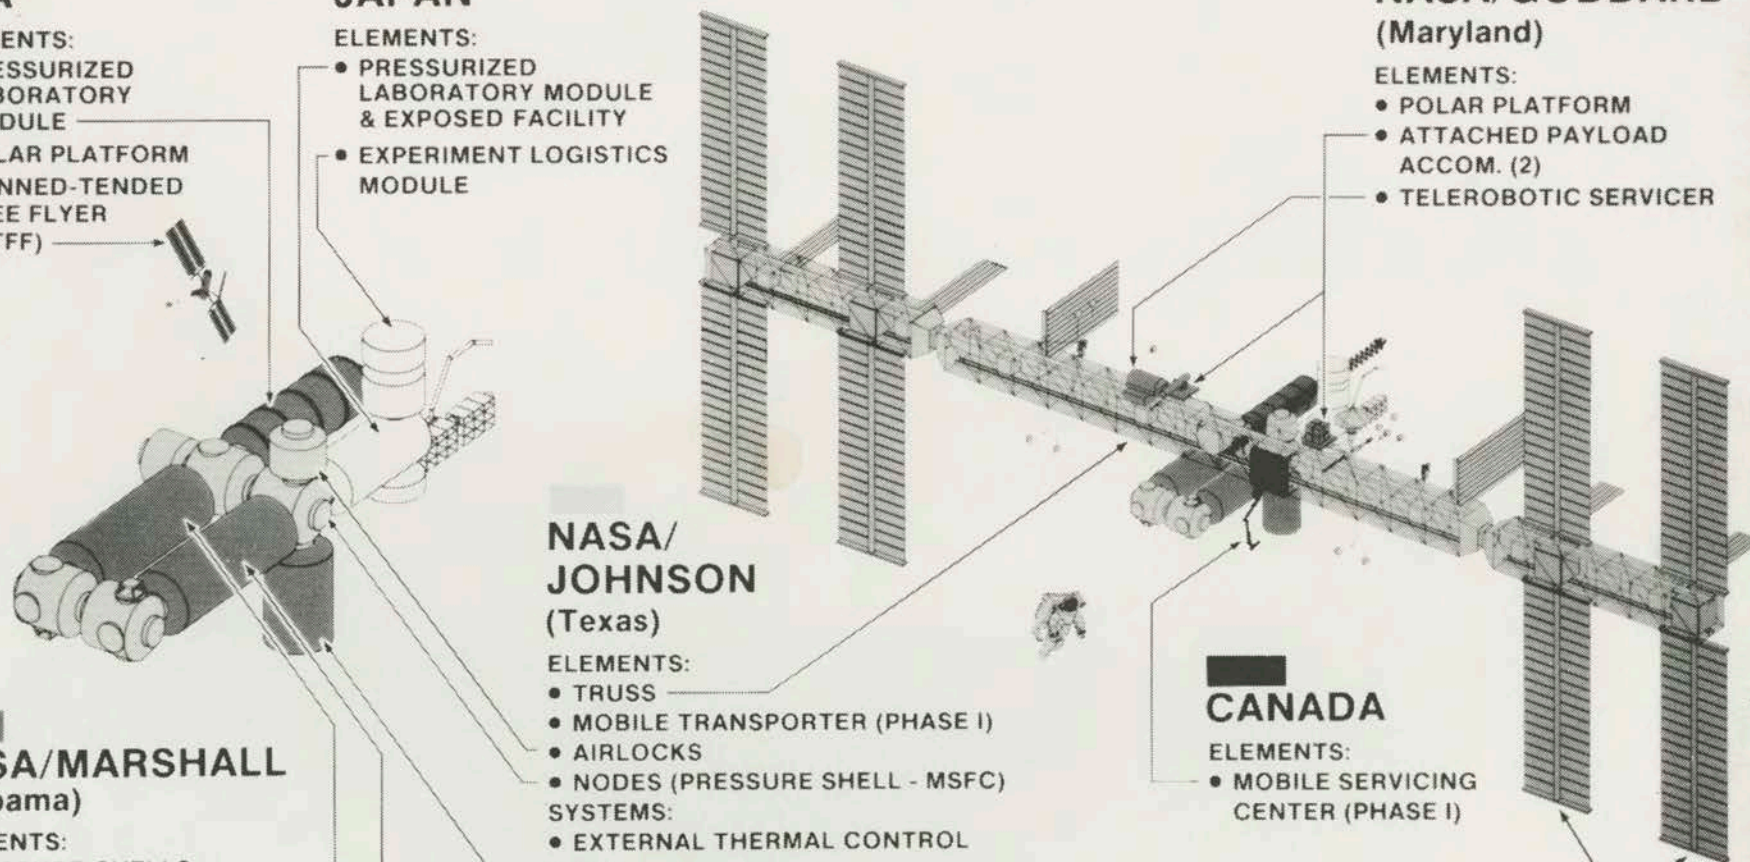 ENTS:
ESSURIZED
BORATORY
DULE
LAR PLATFORM
NNED-TENDED
EE FLYER
TFF)
JAPAN
ELEMENTS:
• PRESSURIZED
LABORATORY MODULE
& EXPOSED FACILITY
• EXPERIMENT LOGISTICS
MODULE
NASA/GODDARD
(Maryland)
ELEMENTS:
• POLAR PLATFORM
• ATTACHED PAYLOAD
ACCOM. (2)
• TELEROBOTIC SERVICER
NASA/
JOHNSON
(Texas)
ELEMENTS:
• TRUSS
• MOBILE TRANSPORTER (PHASE I)
• AIRLOCKS
• NODES (PRESSURE SHELL - MSFC)
SYSTEMS:
• EXTERNAL THERMAL CONTROL
CANADA
ELEMENTS:
• MOBILE SERVICING
CENTER (PHASE I)
SA/MARSHALL
bama)
ENTS: